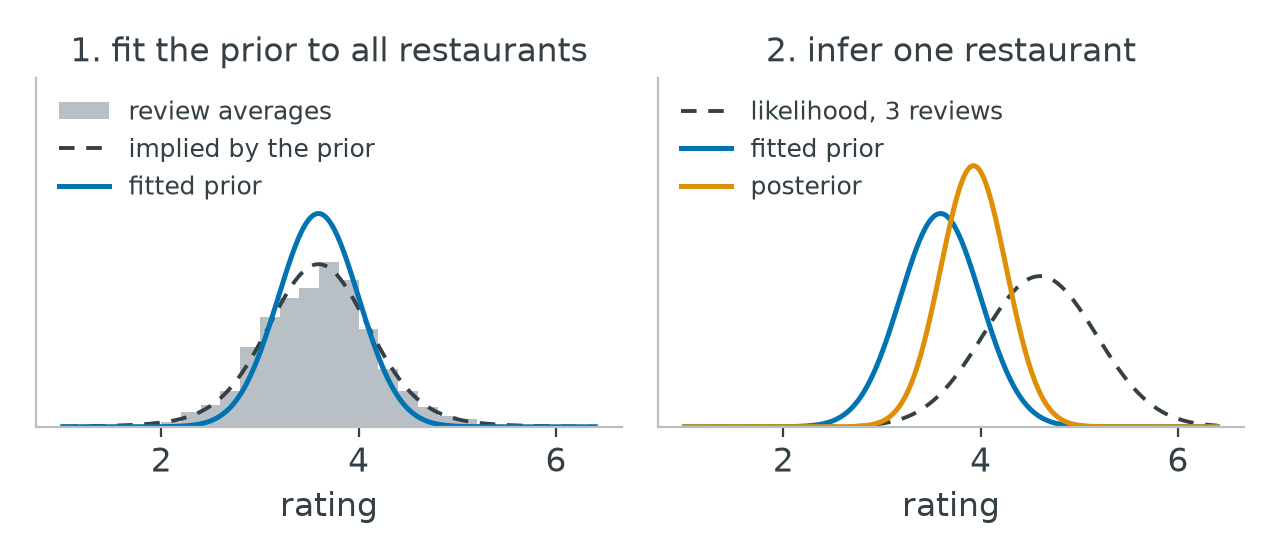 1. fit the prior to all restaurants
review averages
implied by the prior
fitted prior
2 4 6
rating
2. infer one restaurant
likelihood, 3 reviews
fitted prior
posterior
2 4 6
rating